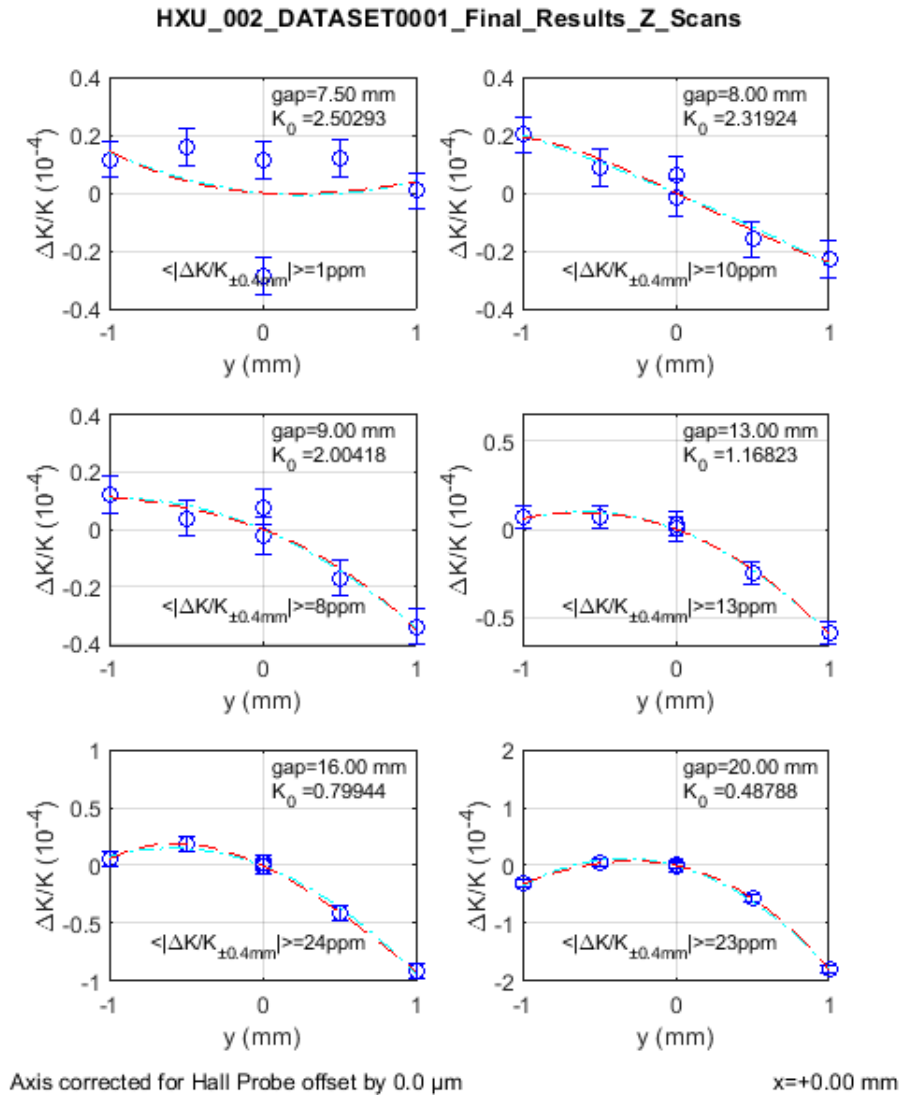 HXU_002_DATASET0001_Final_Results_Z_Scans
0.4
0.2
0
-0.2
-0.4
ΔK/K (10⁻⁴)
gap=7.50 mm
K₀ =2.50293
<|ΔK/K±0.4mm|>=1ppm
-1 0 1
y (mm)
0.4
0.2
0
-0.2
-0.4
ΔK/K (10⁻⁴)
gap=8.00 mm
K₀ =2.31924
<|ΔK/K±0.4mm|>=10ppm
-1 0 1
y (mm)
0.4
0.2
0
-0.2
-0.4
ΔK/K (10⁻⁴)
gap=9.00 mm
K₀ =2.00418
<|ΔK/K±0.4mm|>=8ppm
-1 0 1
y (mm)
0.5
0
-0.5
ΔK/K (10⁻⁴)
gap=13.00 mm
K₀ =1.16823
<|ΔK/K±0.4mm|>=13ppm
-1 0 1
y (mm)
1
0.5
0
-0.5
-1
ΔK/K (10⁻⁴)
gap=16.00 mm
K₀ =0.79944
<|ΔK/K±0.4mm|>=24ppm
-1 0 1
y (mm)
2
1
0
-1
-2
ΔK/K (10⁻⁴)
gap=20.00 mm
K₀ =0.48788
<|ΔK/K±0.4mm|>=23ppm
-1 0 1
y (mm)
Axis corrected for Hall Probe offset by 0.0 μm
x=+0.00 mm